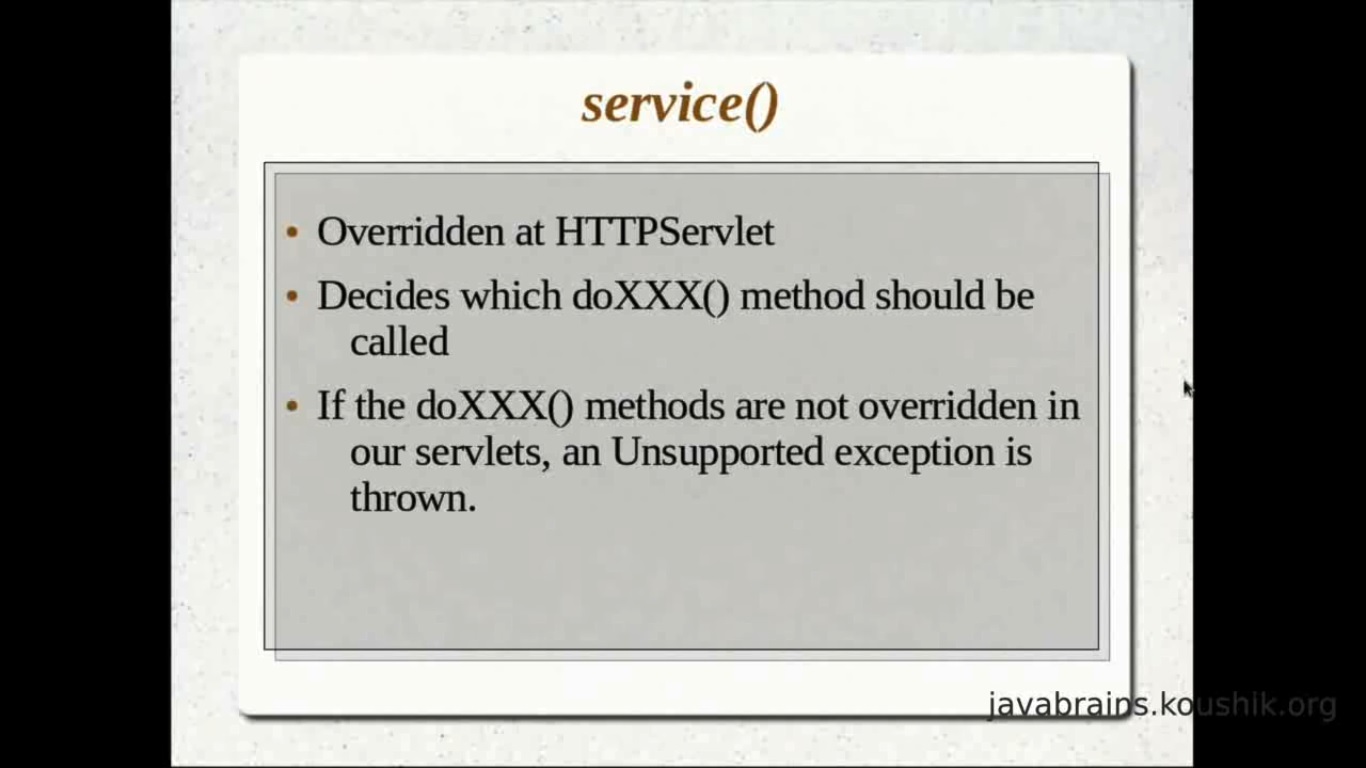 service()
• Overridden at HTTPServlet
• Decides which doXXX() method should be
called
• If the doXXX() methods are not overridden in
our servlets, an Unsupported exception is
thrown.
javabrains.koushik.org